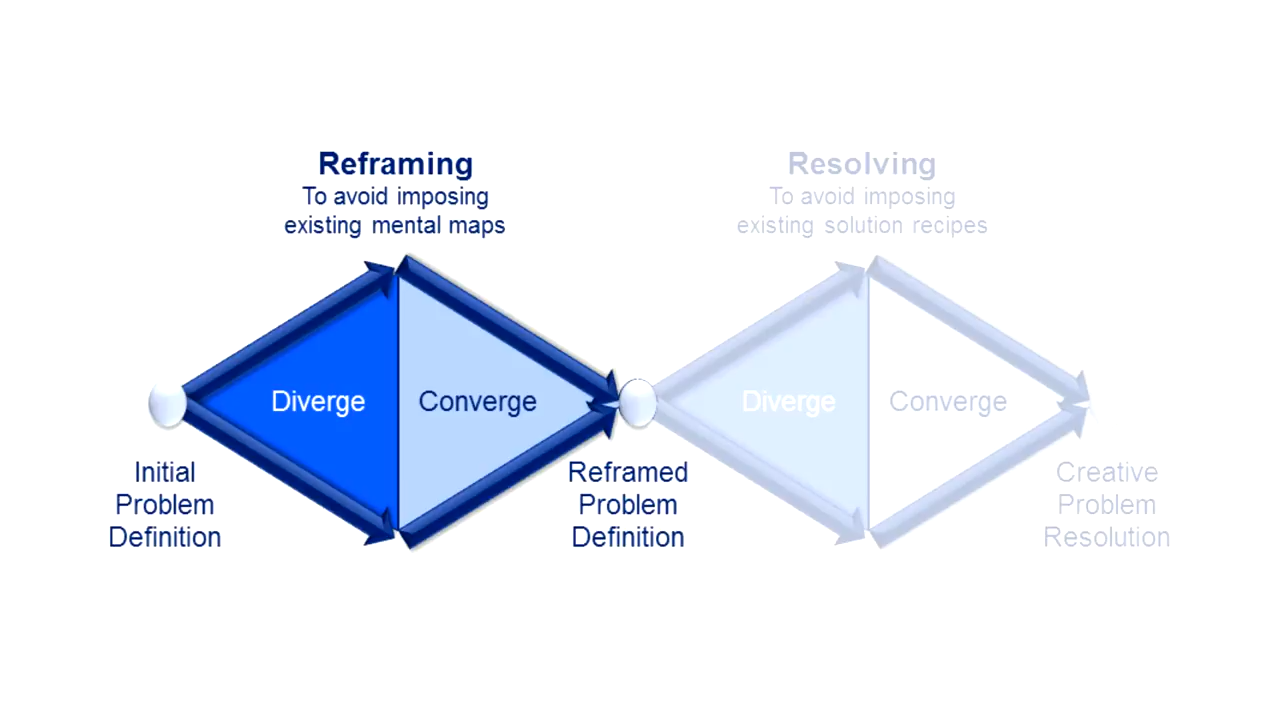 Reframing
To avoid imposing
existing mental maps
Resolving
To avoid imposing
existing solution recipes
Diverge
Converge
Diverge
Converge
Initial
Problem
Definition
Reframed
Problem
Definition
Creative
Problem
Resolution